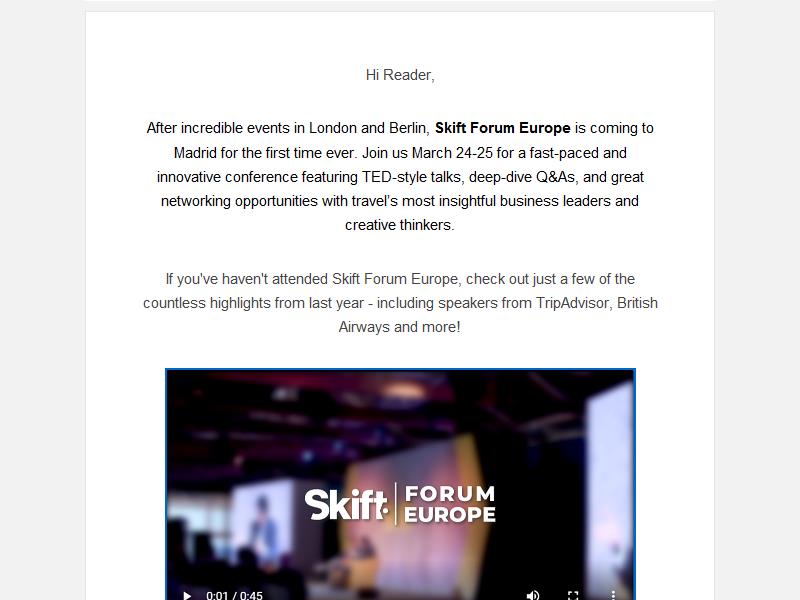 Hi Reader,
After incredible events in London and Berlin, Skift Forum Europe is coming to
Madrid for the first time ever. Join us March 24-25 for a fast-paced and
innovative conference featuring TED-style talks, deep-dive Q&As, and great
networking opportunities with travel’s most insightful business leaders and
creative thinkers.
If you've haven't attended Skift Forum Europe, check out just a few of the
countless highlights from last year - including speakers from TripAdvisor, British
Airways and more!
Skift. FORUM
EUROPE
0:01 / 0:45